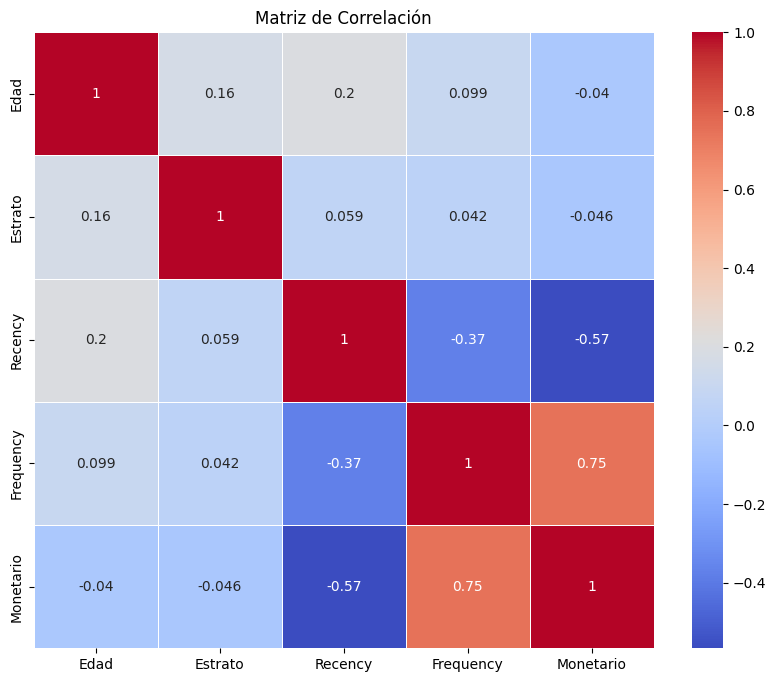 Matriz de Correlación
Edad 1 0.16 0.2 0.099 -0.04
Estrato 0.16 1 0.059 0.042 -0.046
Recency 0.2 0.059 1 -0.37 -0.57
Frequency 0.099 0.042 -0.37 1 0.75
Monetario -0.04 -0.046 -0.57 0.75 1
Edad Estrato Recency Frequency Monetario
1.0
0.8
0.6
0.4
0.2
0.0
−0.2
−0.4